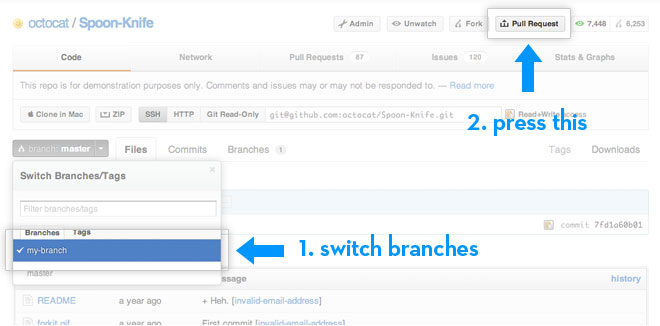 octocat / Spoon-Knife
Admin Unwatch Fork Pull Request 7,448 6,253
Code Network Pull Requests 87 Issues 120 Stats & Graphs
This repo is for demonstration purposes only. Comments and issues may or may not be responded to. — Read more
Clone in Mac ZIP SSH HTTP Git Read-Only git@github.com:octocat/Spoon-Knife.git Read+Write access
2. press this
branch: master Files Commits Branches 1 Tags Downloads
Switch Branches/Tags ×
Filter branches/tags
commit 7fd1a60b01
Branches Tags
✓ my-branch
1. switch branches
master
message history
README a year ago + Heh. [invalid-email-address]
forkit.gif a year ago First commit [invalid-email-address]